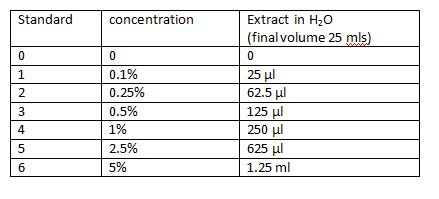 Standard concentration Extract in H₂O
(final volume 25 mls)
0 0 0
1 0.1% 25 µl
2 0.25% 62.5 µl
3 0.5% 125 µl
4 1% 250 µl
5 2.5% 625 µl
6 5% 1.25 ml